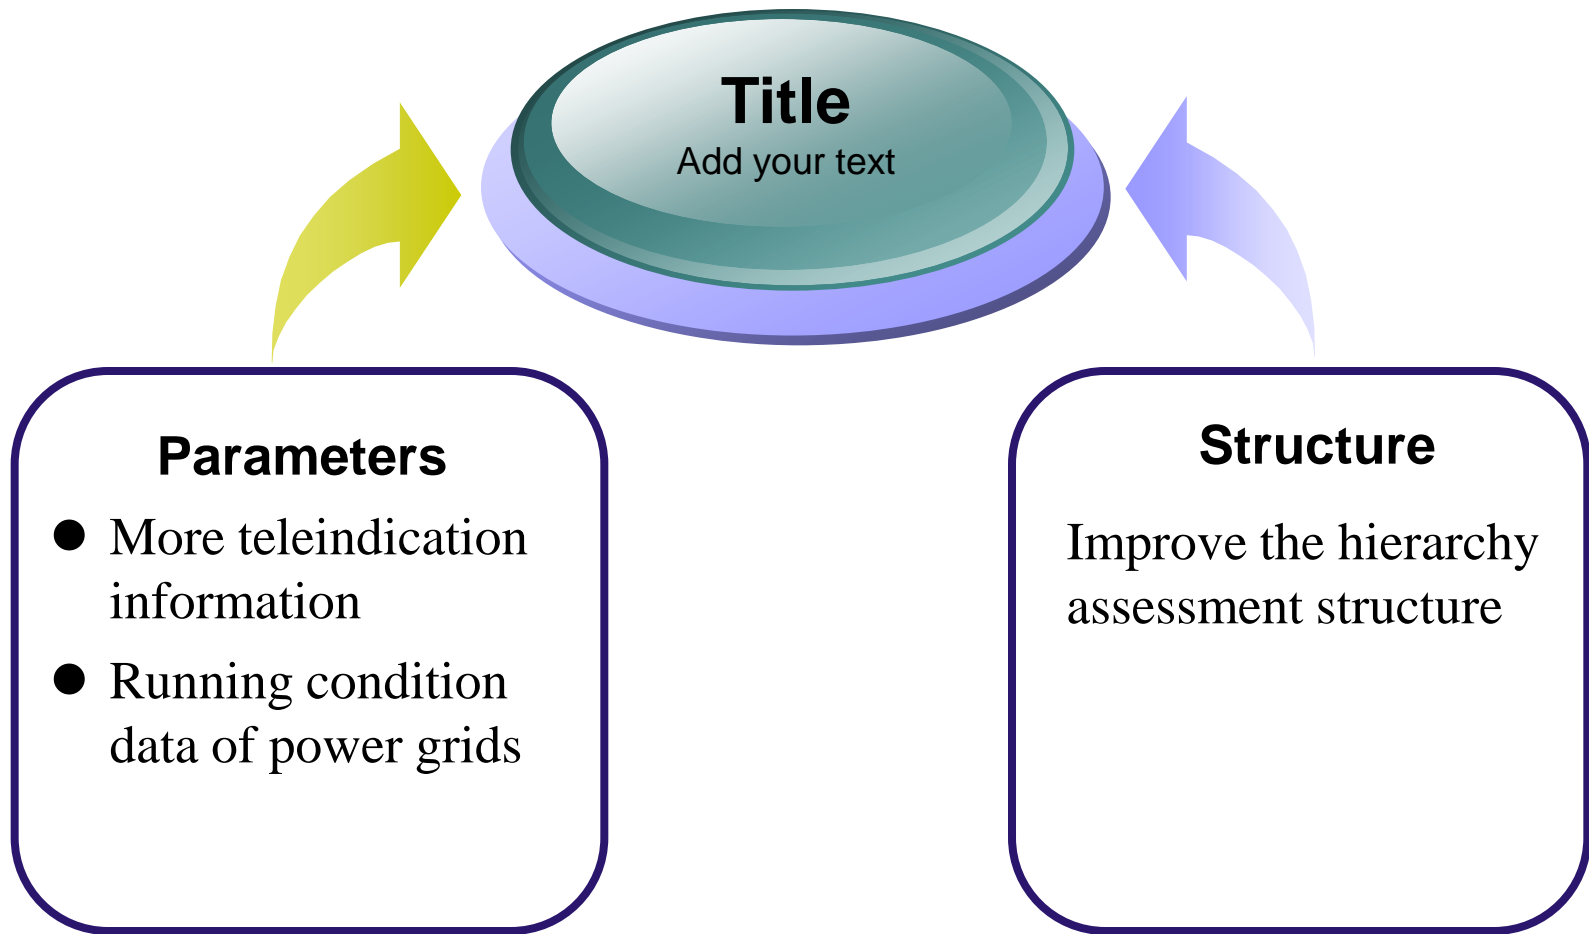 Title
Add your text
Parameters
● More teleindication
information
● Running condition
data of power grids
Structure
Improve the hierarchy
assessment structure